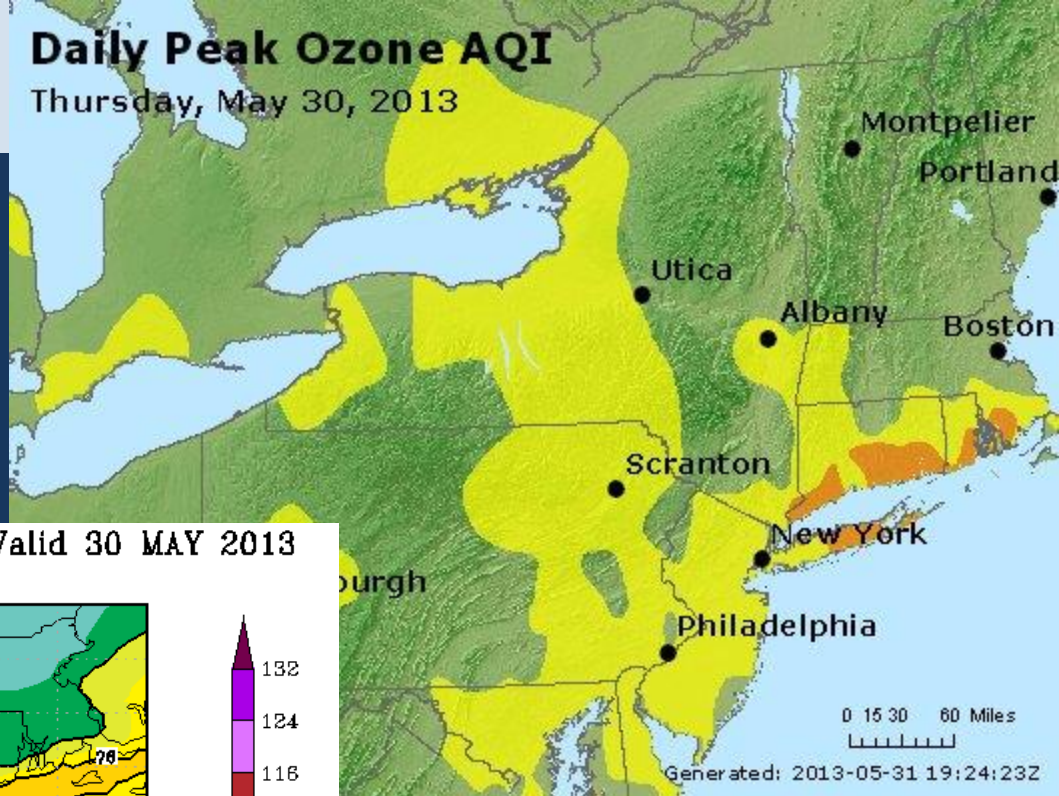 Daily Peak Ozone AQI
Thursday, May 30, 2013
Montpelier
Portland
Utica
Albany
Boston
Scranton
New York
burgh
Philadelphia
0 15 30 60 Miles
Generated: 2013-05-31 19:24:23Z
Valid 30 MAY 2013
132
124
116